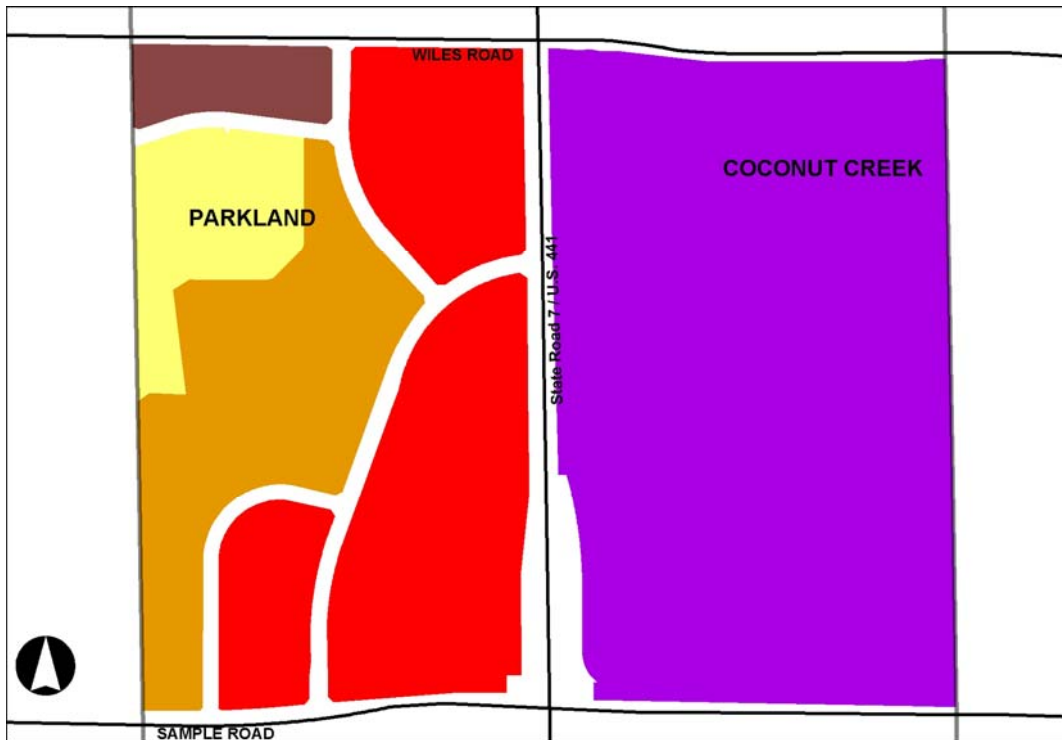 WILES ROAD
COCONUT CREEK
PARKLAND
State Road 7 / U.S. 441
SAMPLE ROAD